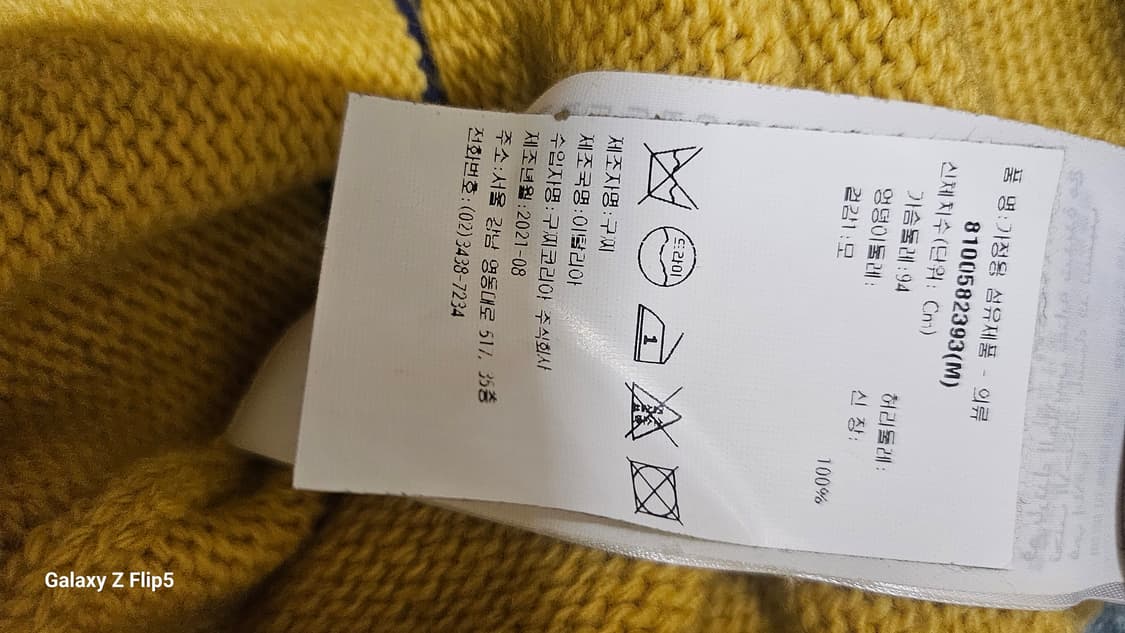 품 명:가정용 섬유제품 - 의류
810058​2393(M)
신체치수(단위: Cm)
가슴둘레:94 허리둘레:
엉덩이둘레: 신 장:
겉감:모 100%
드라이
1
제조자명:구찌
제조국명:이탈리아
수입자명:구찌코리아 주식회사
제조년월:2021-08
주소:서울 강남 영동대로 517, 35층
전화번호:(02)3438-7234
Galaxy Z Flip5